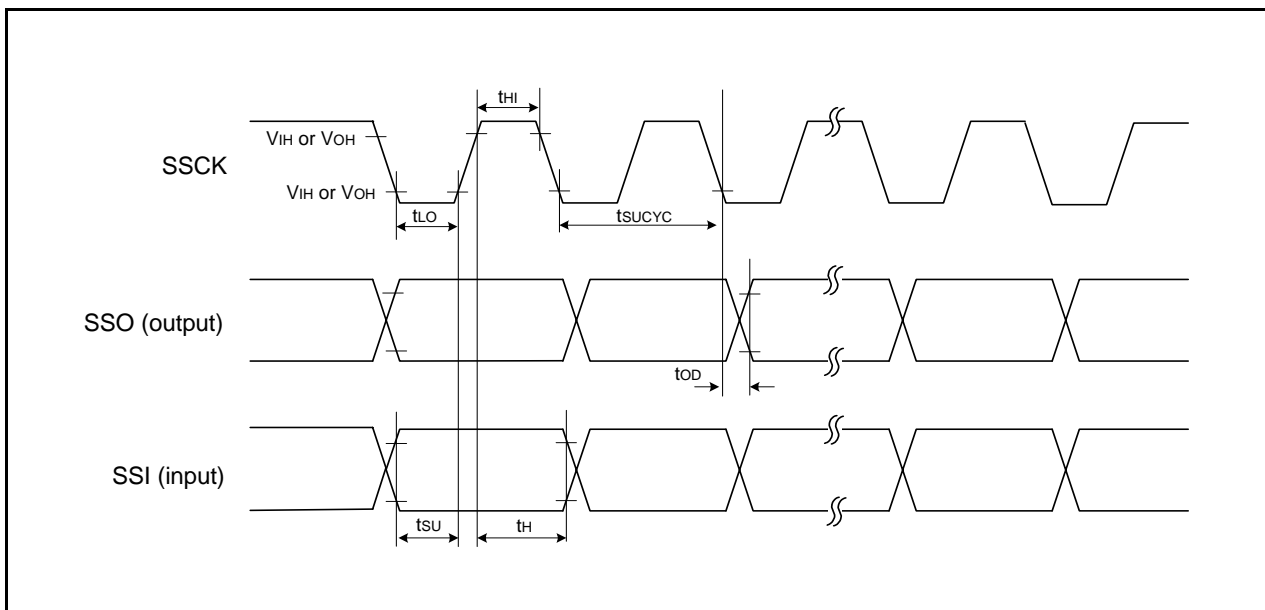 tHI
VIH or VOH
SSCK
VIH or VOH
tLO
tSUCYC
SSO (output)
tOD
SSI (input)
tSU
tH